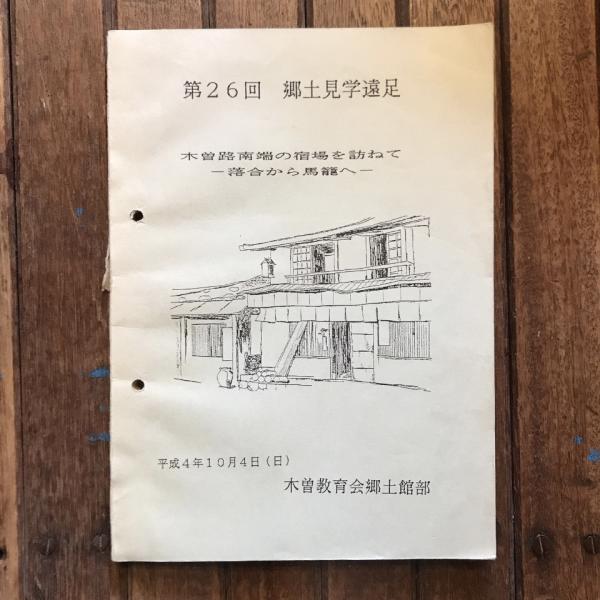 第26回　郷土見学遠足
木曽路南端の宿場を訪ねて
－落合から馬籠へ－
平成4年10月4日（日）
木曽教育会郷土館部